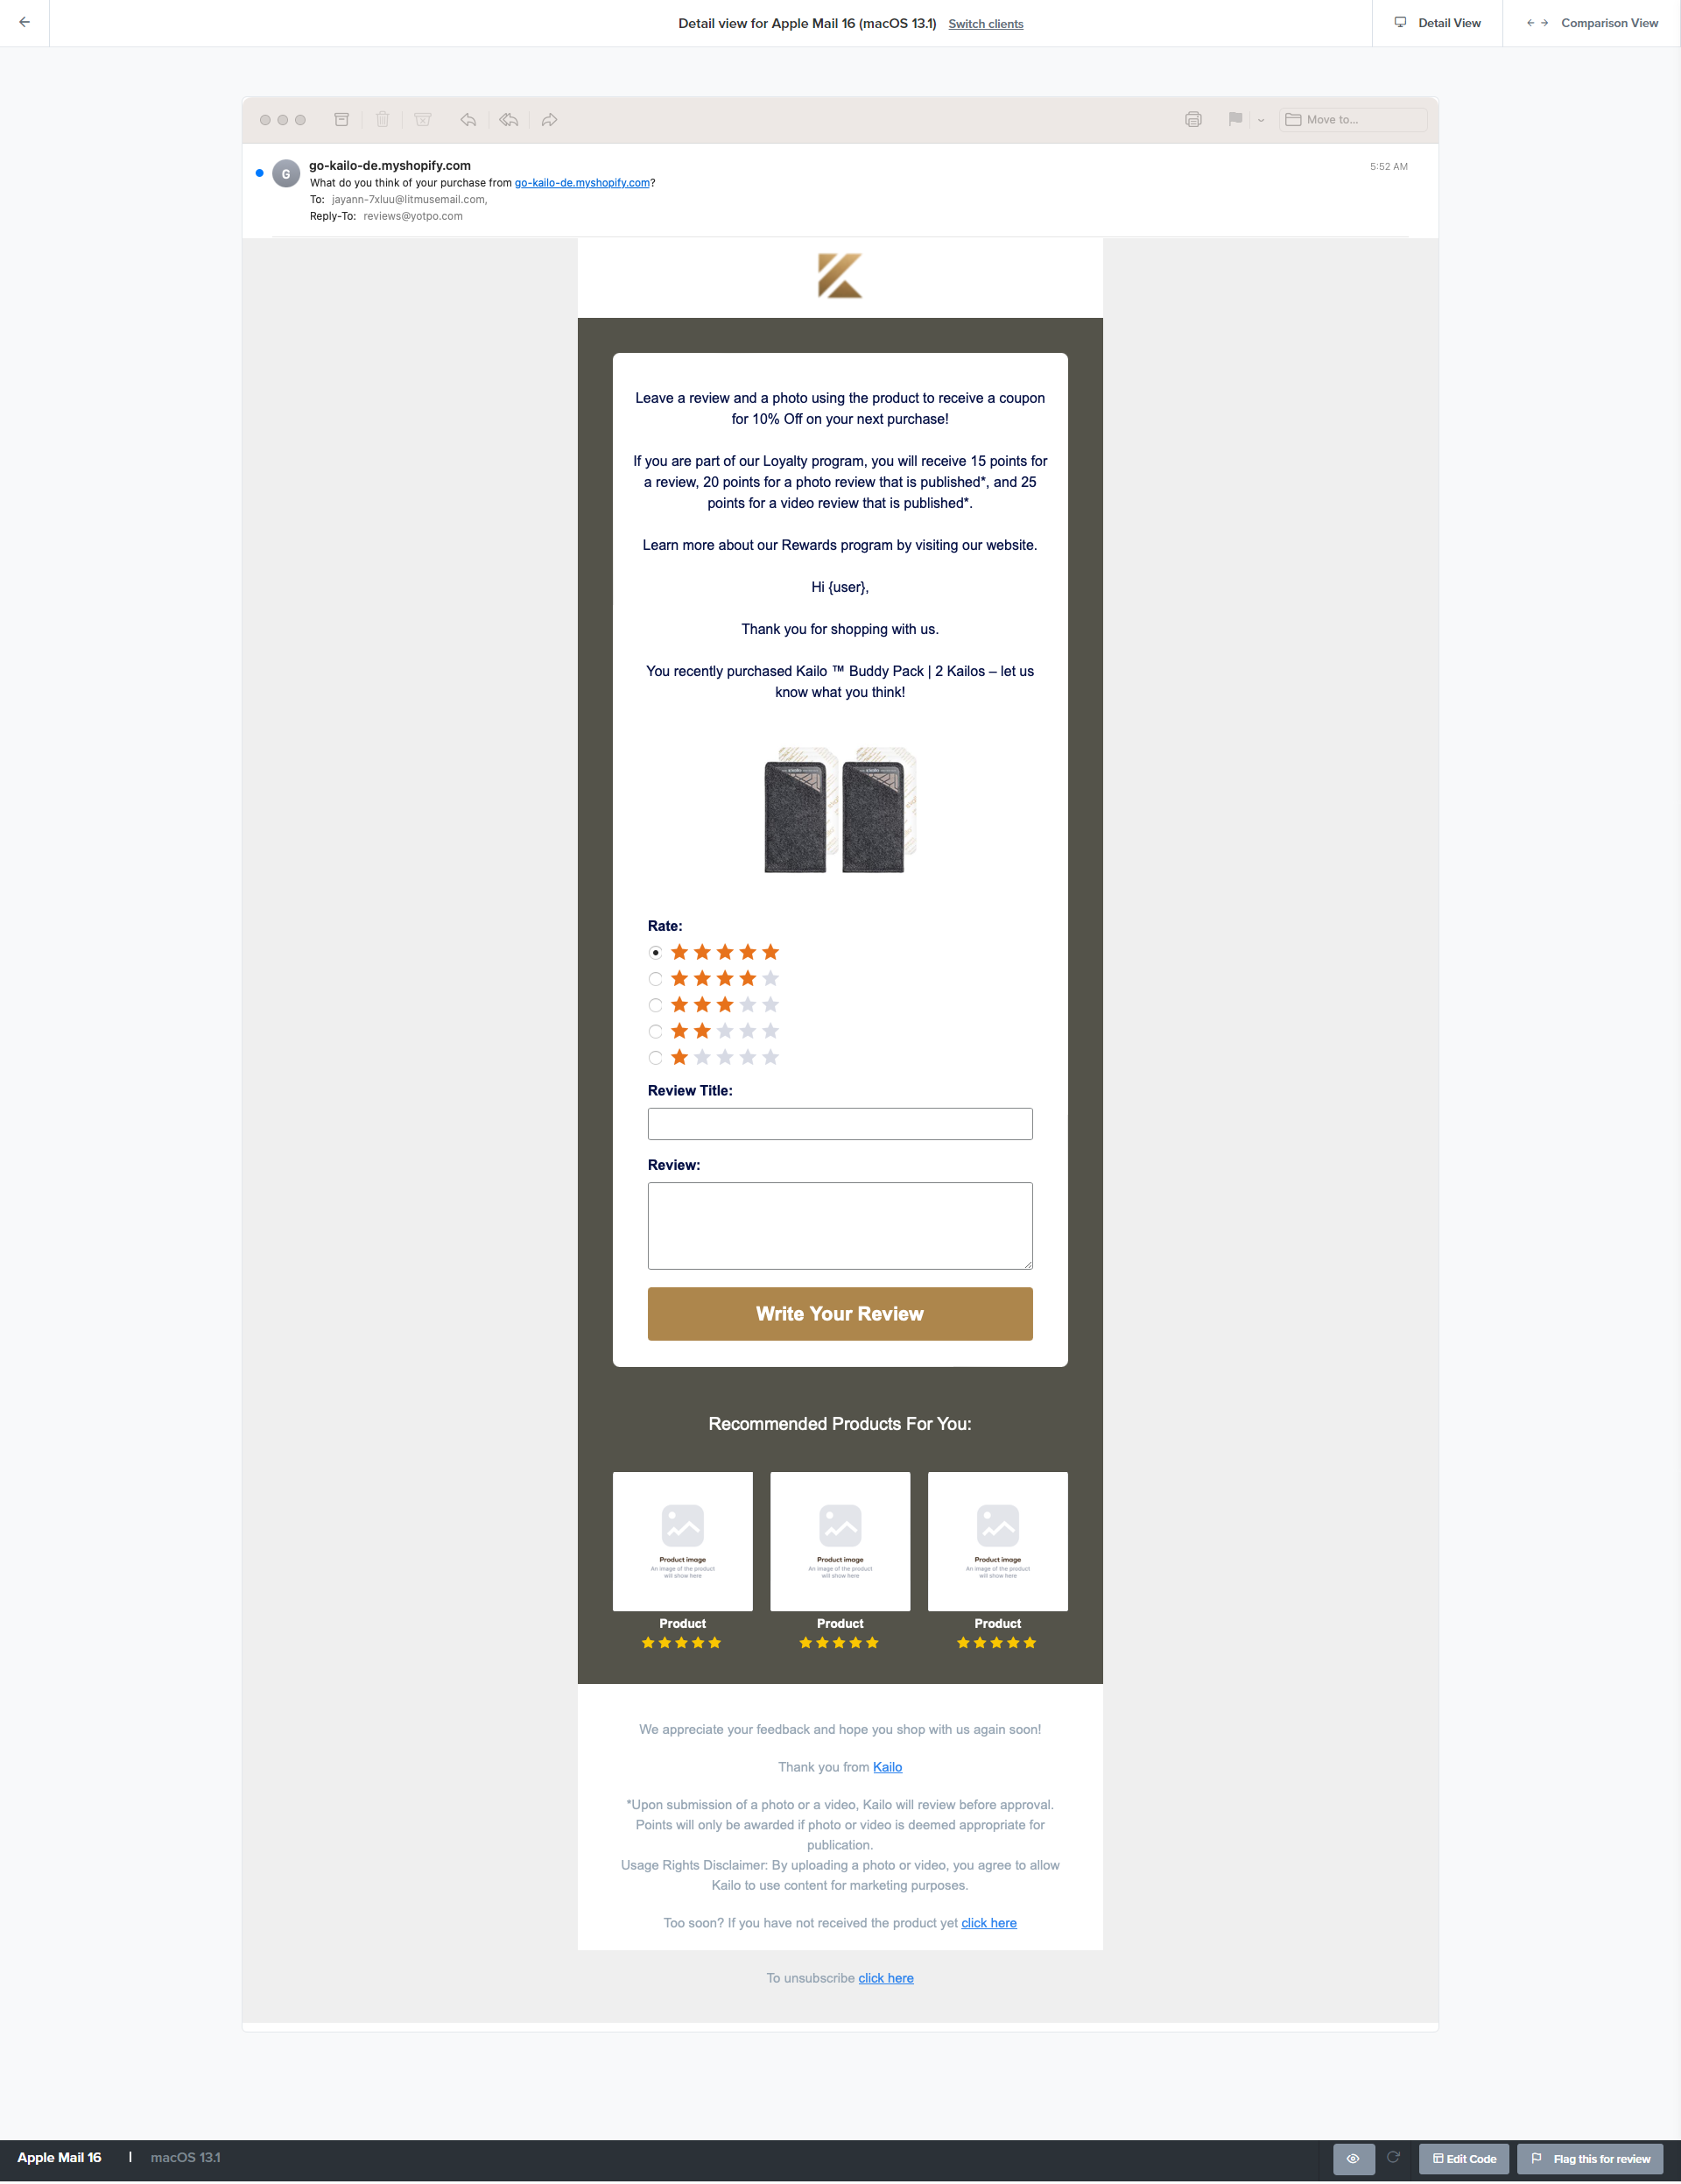 Detail view for Apple Mail 16 (macOS 13.1) Switch clients
Detail View
Comparison View
Move to...
G
go-kailo-de.myshopify.com
5:52 AM
What do you think of your purchase from go-kailo-de.myshopify.com?
To: jayann-7xluu@litmusemail.com,
Reply-To: reviews@yotpo.com
Leave a review and a photo using the product to receive a coupon
for 10% Off on your next purchase!
If you are part of our Loyalty program, you will receive 15 points for
a review, 20 points for a photo review that is published*, and 25
points for a video review that is published*.
Learn more about our Rewards program by visiting our website.
Hi {user},
Thank you for shopping with us.
You recently purchased Kailo ™ Buddy Pack | 2 Kailos – let us
know what you think!
Rate:
Review Title:
Review:
Write Your Review
Recommended Products For You:
Product image
An image of the product
will show here
Product image
An image of the product
will show here
Product image
An image of the product
will show here
Product
Product
Product
We appreciate your feedback and hope you shop with us again soon!
Thank you from Kailo
*Upon submission of a photo or a video, Kailo will review before approval.
Points will only be awarded if photo or video is deemed appropriate for
publication.
Usage Rights Disclaimer: By uploading a photo or video, you agree to allow
Kailo to use content for marketing purposes.
Too soon? If you have not received the product yet click here
To unsubscribe click here
Apple Mail 16 | macOS 13.1
Edit Code
Flag this for review